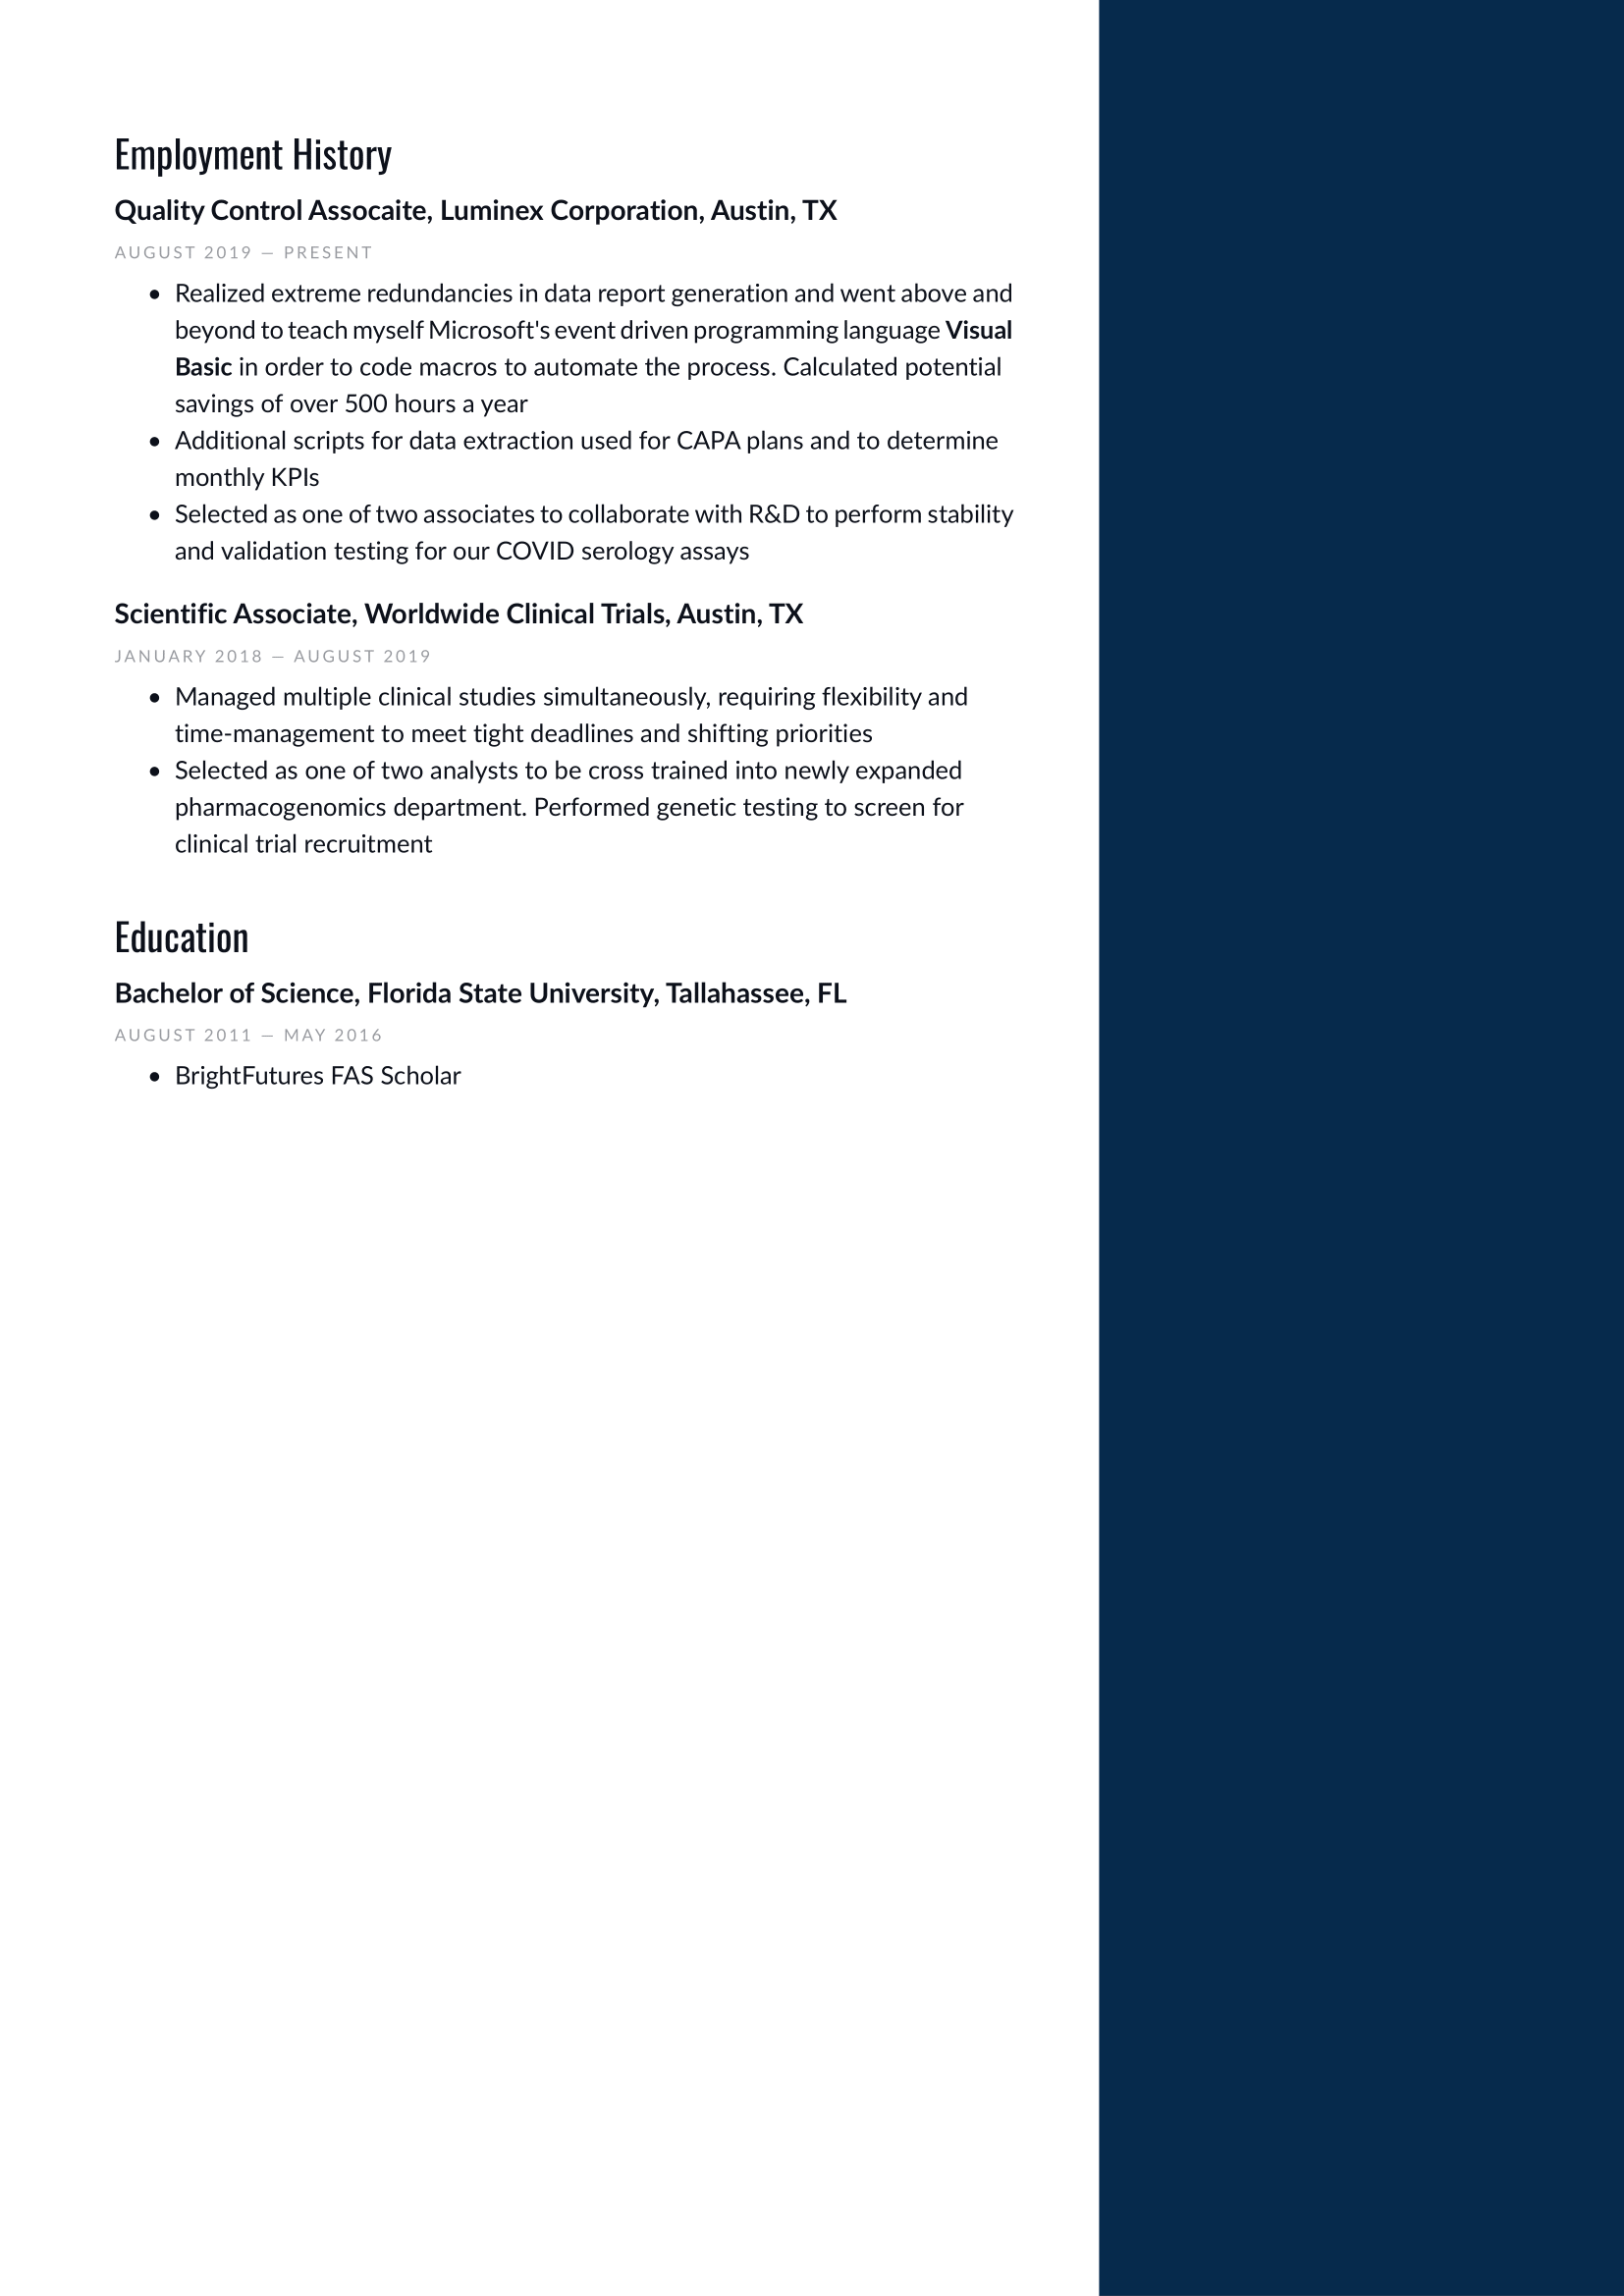 Employment History
Quality Control Assocaite, Luminex Corporation, Austin, TX
AUGUST 2019 — PRESENT
• Realized extreme redundancies in data report generation and went above and
beyond to teach myself Microsoft's event driven programming language Visual
Basic in order to code macros to automate the process. Calculated potential
savings of over 500 hours a year
• Additional scripts for data extraction used for CAPA plans and to determine
monthly KPIs
• Selected as one of two associates to collaborate with R&D to perform stability
and validation testing for our COVID serology assays
Scientific Associate, Worldwide Clinical Trials, Austin, TX
JANUARY 2018 — AUGUST 2019
• Managed multiple clinical studies simultaneously, requiring flexibility and
time-management to meet tight deadlines and shifting priorities
• Selected as one of two analysts to be cross trained into newly expanded
pharmacogenomics department. Performed genetic testing to screen for
clinical trial recruitment
Education
Bachelor of Science, Florida State University, Tallahassee, FL
AUGUST 2011 — MAY 2016
• BrightFutures FAS Scholar